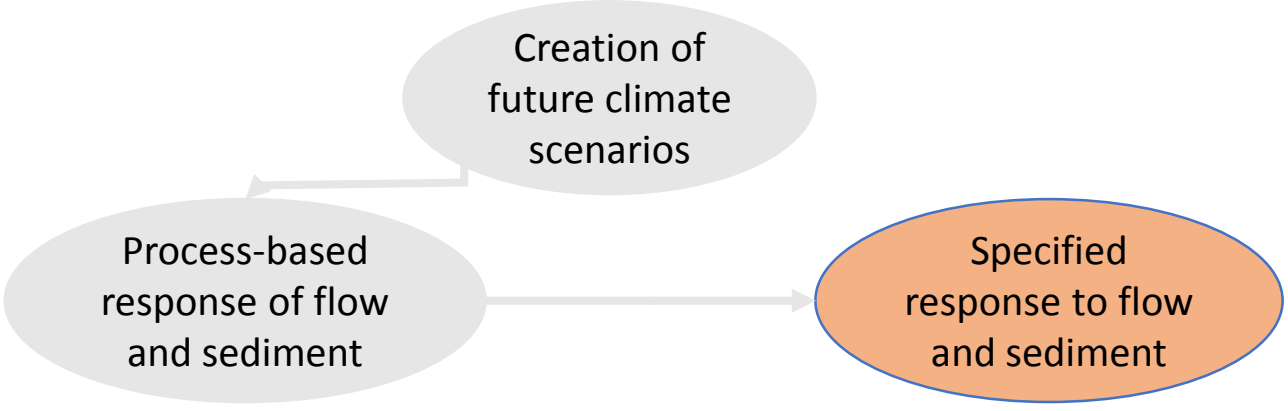 Creation of
future climate
scenarios
Process-based
response of flow
and sediment
Specified
response to flow
and sediment